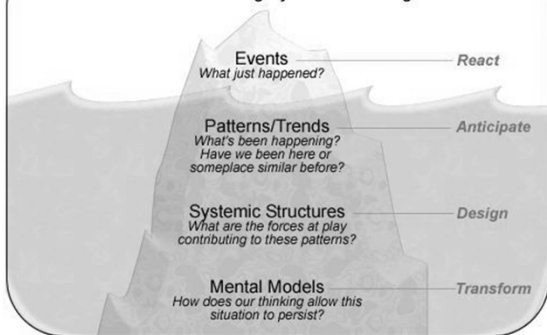 Events
React
What just happened?
Patterns/Trends
Anticipate
What's been happening?
Have we been here or
someplace similar before?
Systemic Structures
Design
What are the forces at play
contributing to these patterns?
Mental Models
Transform
How does our thinking allow this
situation to persist?